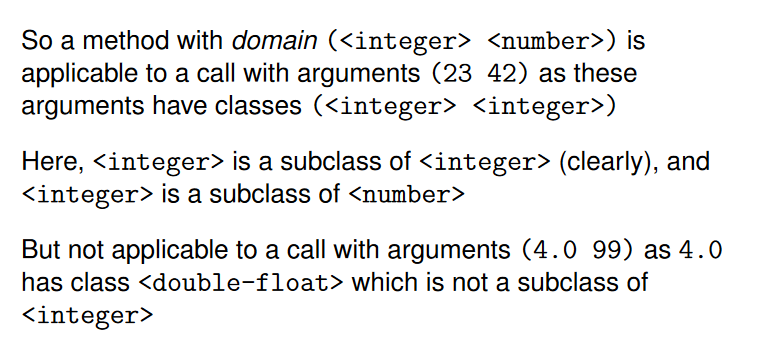 So a method with domain (<integer> <number>) is
applicable to a call with arguments (23 42) as these
arguments have classes (<integer> <integer>)
Here, <integer> is a subclass of <integer> (clearly), and
<integer> is a subclass of <number>
But not applicable to a call with arguments (4.0 99) as 4.0
has class <double-float> which is not a subclass of
<integer>